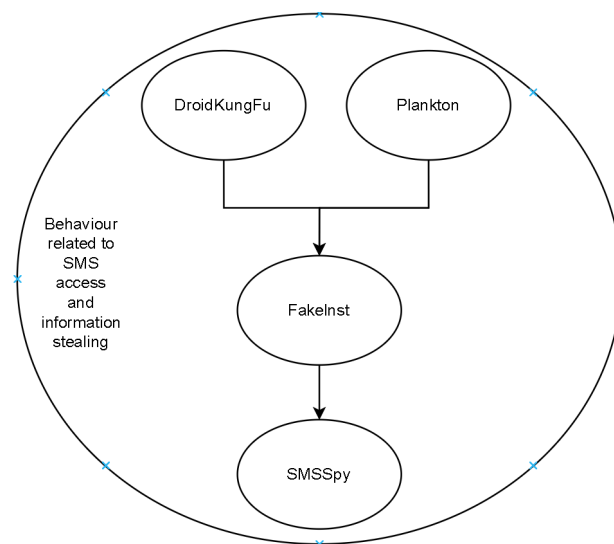 DroidKungFu
Plankton
Behaviour
related to
SMS
access
and
information
stealing
FakeInst
SMSSpy